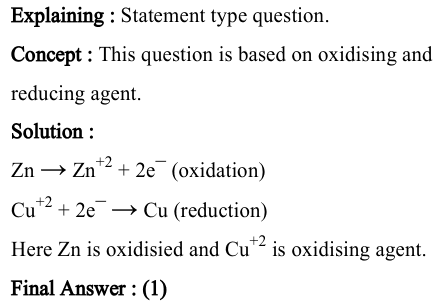 Explaining : Statement type question.
Concept : This question is based on oxidising and
reducing agent.
Solution :
Zn ⟶ Zn⁺² + 2e⁻ (oxidation)
Cu⁺² + 2e⁻ ⟶ Cu (reduction)
Here Zn is oxidisied and Cu⁺² is oxidising agent.
Final Answer : (1)